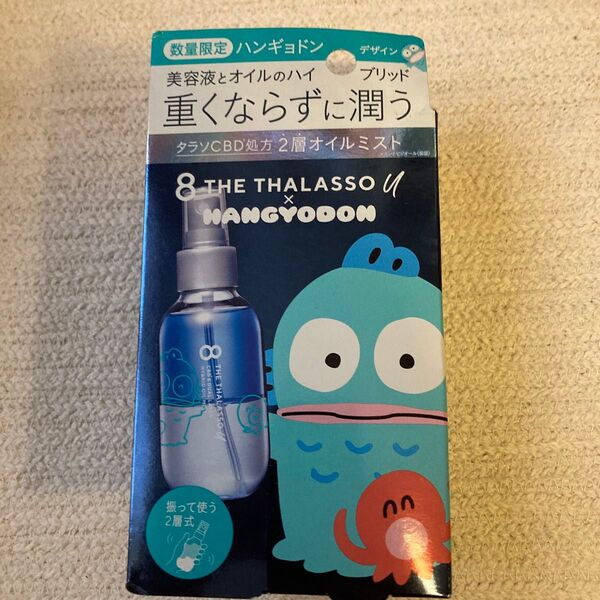 数量限定 ハンギョドン デザイン
美容液とオイルのハイ ブリッド
重くならずに潤う
タラソCBD処方 2層オイルミスト
8 THE THALASSO u
×
HANGYODON
8
THE THALASSO u
振って使う
2層式